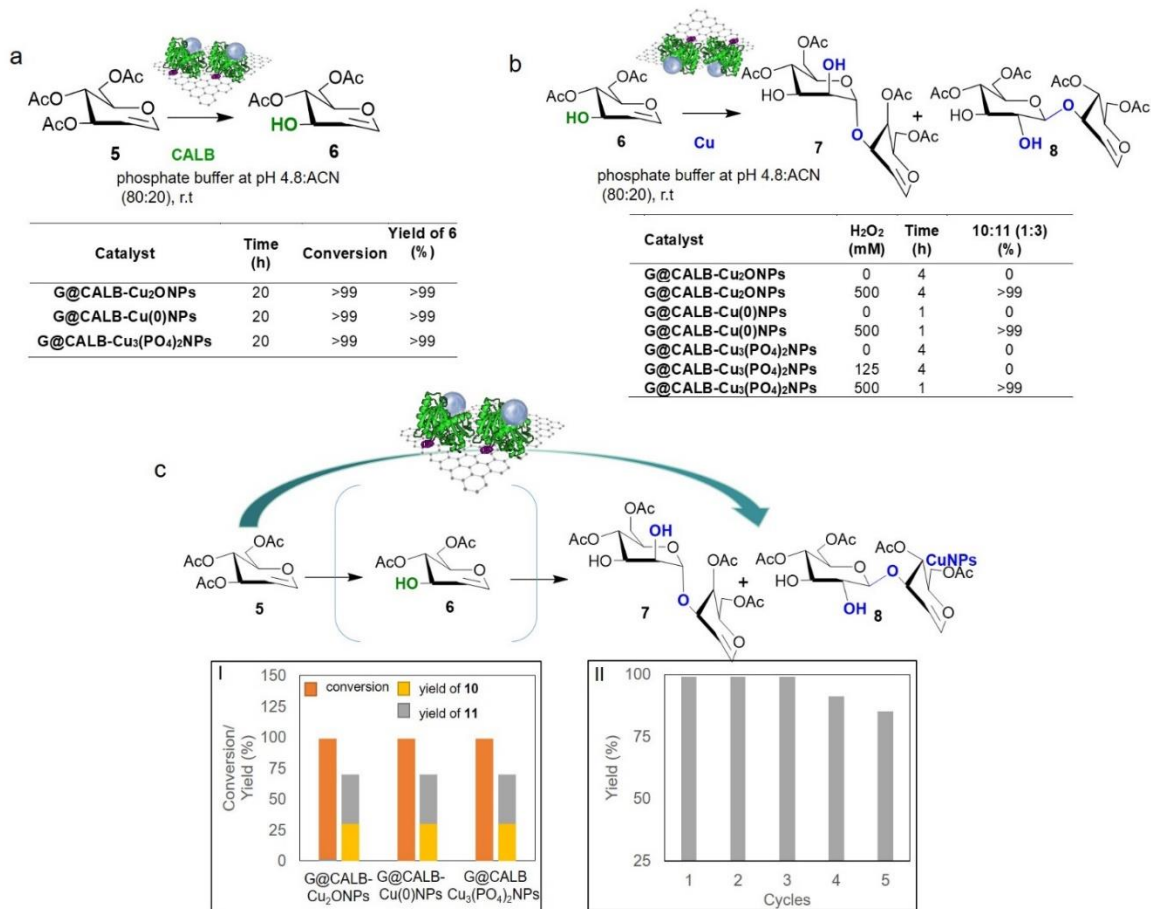 a
OAc
AcO
AcO
O
5
CALB
OAc
AcO
HO
O
6
phosphate buffer at pH 4.8:ACN
(80:20), r.t
Catalyst Time (h) Conversion Yield of 6 (%)
G@CALB-Cu₂ONPs 20 >99 >99
G@CALB-Cu(0)NPs 20 >99 >99
G@CALB-Cu₃(PO₄)₂NPs 20 >99 >99
b
OAc
AcO
HO
O
6
Cu
phosphate buffer at pH 4.8:ACN
(80:20), r.t
OAc
OH
AcO
O
HO
O
OAc
OAc
O
7
+
OAc
AcO
O
HO
OH
O
AcO
OAc
O
8
Catalyst H₂O₂ (mM) Time (h) 10:11 (1:3) (%)
G@CALB-Cu₂ONPs 0 4 0
G@CALB-Cu₂ONPs 500 4 >99
G@CALB-Cu(0)NPs 0 1 0
G@CALB-Cu(0)NPs 500 1 >99
G@CALB-Cu₃(PO₄)₂NPs 0 4 0
G@CALB-Cu₃(PO₄)₂NPs 125 4 0
G@CALB-Cu₃(PO₄)₂NPs 500 1 >99
c
OAc
AcO
AcO
O
5
OAc
AcO
HO
O
6
OAc
OH
AcO
O
HO
O
OAc
OAc
O
7
+
OAc
AcO
O
HO
OH
O
AcO
CuNPs
OAc
O
8
I
conversion
yield of 10
yield of 11
Conversion/
Yield (%)
150
125
100
75
50
25
0
G@CALB-
Cu₂ONPs
G@CALB-
Cu(0)NPs
G@CALB
Cu₃(PO₄)₂NPs
II
Yield (%)
100
75
50
25
1 2 3 4 5
Cycles